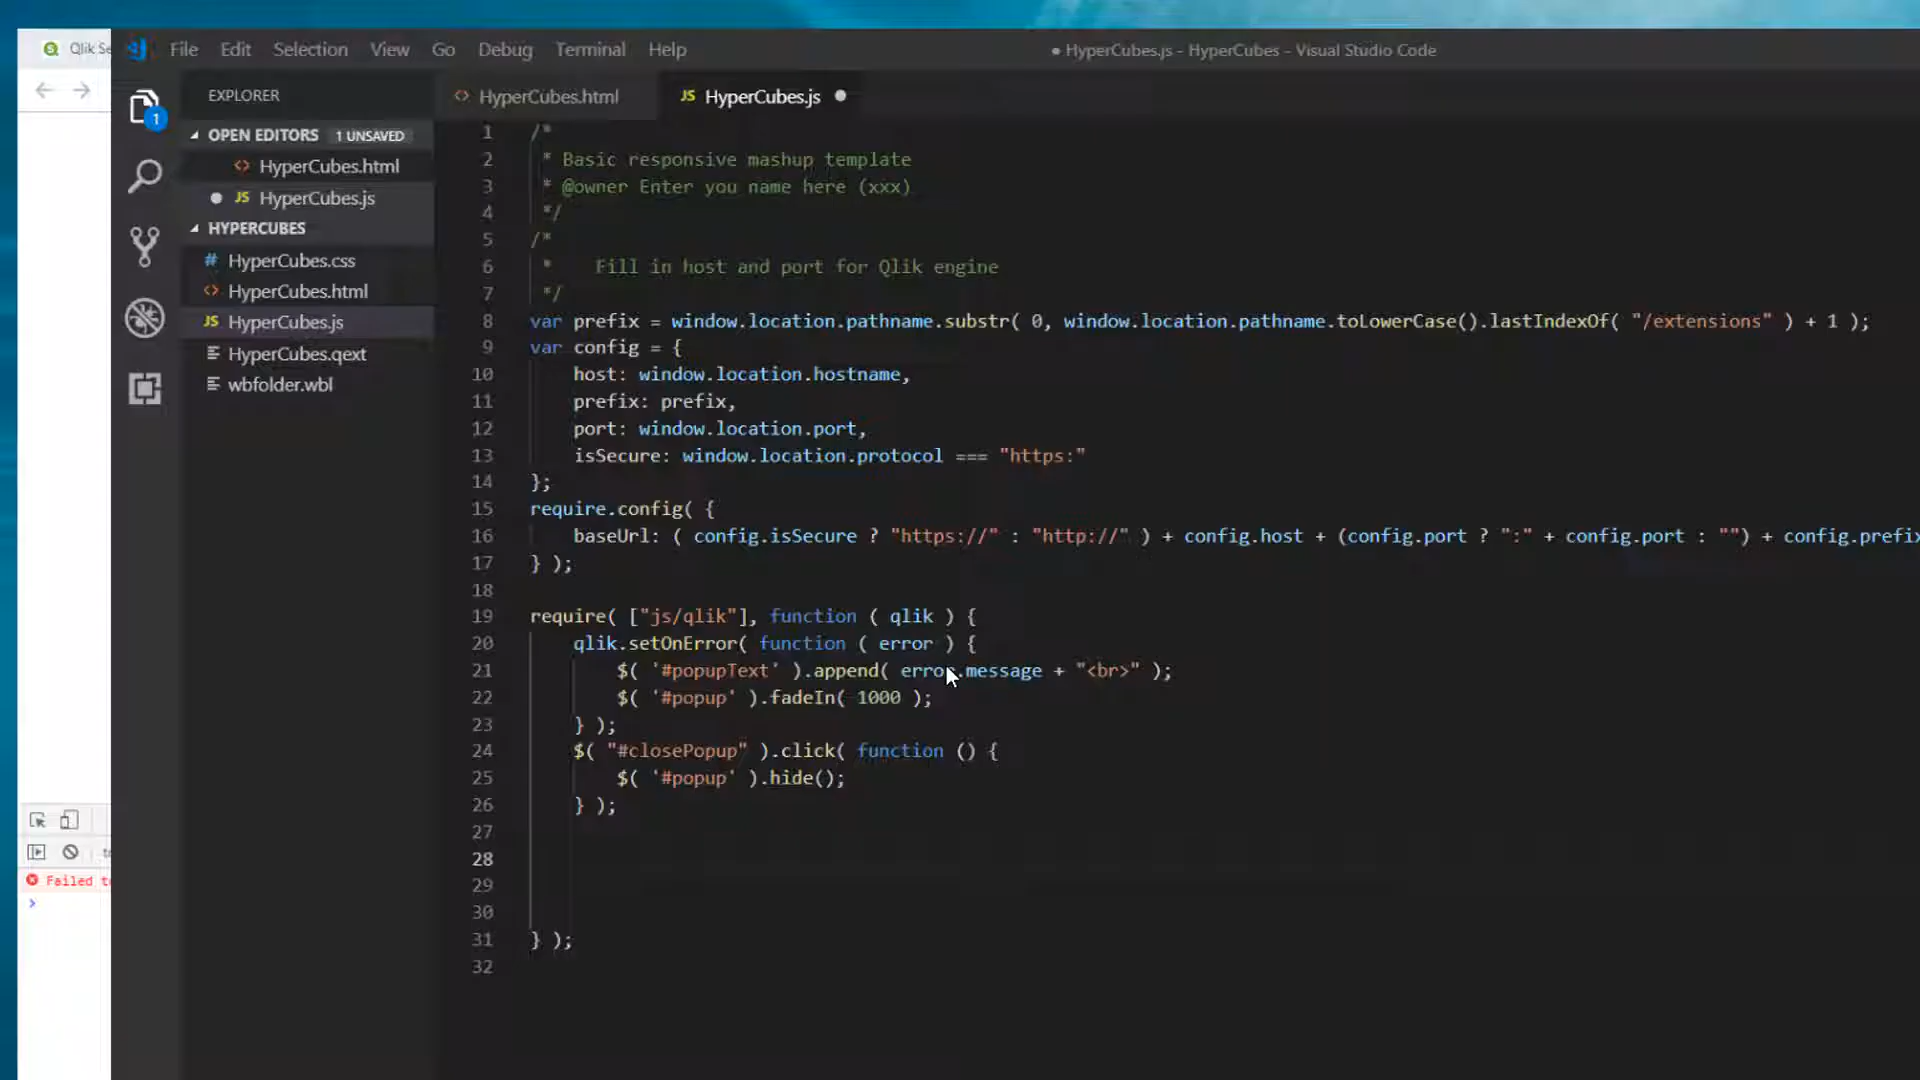 Qlik Se
File Edit Selection View Go Debug Terminal Help
● HyperCubes.js - HyperCubes - Visual Studio Code
EXPLORER
OPEN EDITORS 1 UNSAVED
<> HyperCubes.html
● JS HyperCubes.js
HYPERCUBES
# HyperCubes.css
<> HyperCubes.html
JS HyperCubes.js
HyperCubes.qext
wbfolder.wbl
1
<> HyperCubes.html JS HyperCubes.js ●
1 /*
2 * Basic responsive mashup template
3 * @owner Enter you name here (xxx)
4 */
5 /*
6 * Fill in host and port for Qlik engine
7 */
8 var prefix = window.location.pathname.substr( 0, window.location.pathname.toLowerCase().lastIndexOf( "/extensions" ) + 1 );
9 var config = {
10 host: window.location.hostname,
11 prefix: prefix,
12 port: window.location.port,
13 isSecure: window.location.protocol === "https:"
14 };
15 require.config( {
16 baseUrl: ( config.isSecure ? "https://" : "http://" ) + config.host + (config.port ? ":" + config.port : "") + config.prefix
17 } );
18
19 require( ["js/qlik"], function ( qlik ) {
20 qlik.setOnError( function ( error ) {
21 $( '#popupText' ).append( error.message + "<br>" );
22 $( '#popup' ).fadeIn( 1000 );
23 } );
24 $( "#closePopup" ).click( function () {
25 $( '#popup' ).hide();
26 } );
27
28
29
30
31 } );
32
Failed